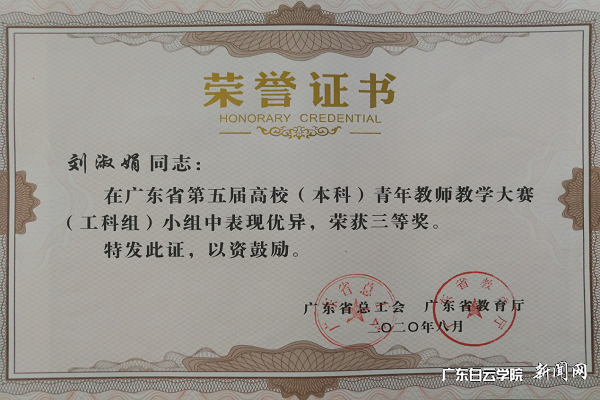 荣誉证书
HONORARY CREDENTIAL
刘淑娟同志：
在广东省第五届高校（本科）青年教师教学大赛
（工科组）小组中表现优异，荣获三等奖。
特发此证，以资鼓励。
广东省总工会 广东省教育厅
二〇二〇年八月
广东白云学院 新闻网